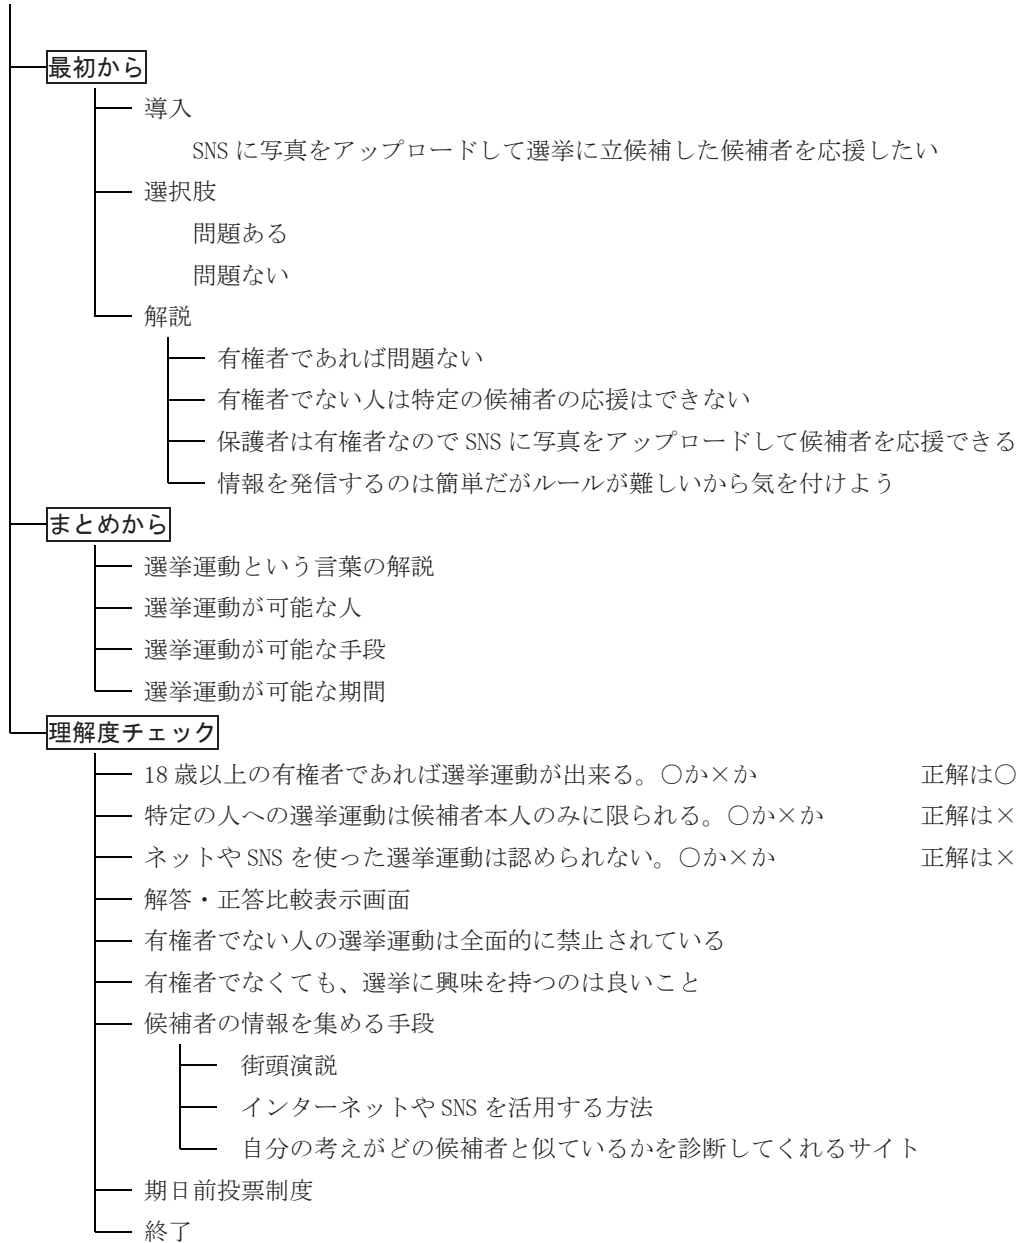 最初から
導入
SNSに写真をアップロードして選挙に立候補した候補者を応援したい
選択肢
問題ある
問題ない
解説
有権者であれば問題ない
有権者でない人は特定の候補者の応援はできない
保護者は有権者なのでSNSに写真をアップロードして候補者を応援できる
情報を発信するのは簡単だがルールが難しいから気を付けよう
まとめから
選挙運動という言葉の解説
選挙運動が可能な人
選挙運動が可能な手段
選挙運動が可能な期間
理解度チェック
18歳以上の有権者であれば選挙運動が出来る。○か×か 正解は○
特定の人への選挙運動は候補者本人のみに限られる。○か×か 正解は×
ネットやSNSを使った選挙運動は認められない。○か×か 正解は×
解答・正答比較表示画面
有権者でない人の選挙運動は全面的に禁止されている
有権者でなくても、選挙に興味を持つのは良いこと
候補者の情報を集める手段
街頭演説
インターネットやSNSを活用する方法
自分の考えがどの候補者と似ているかを診断してくれるサイト
期日前投票制度
終了